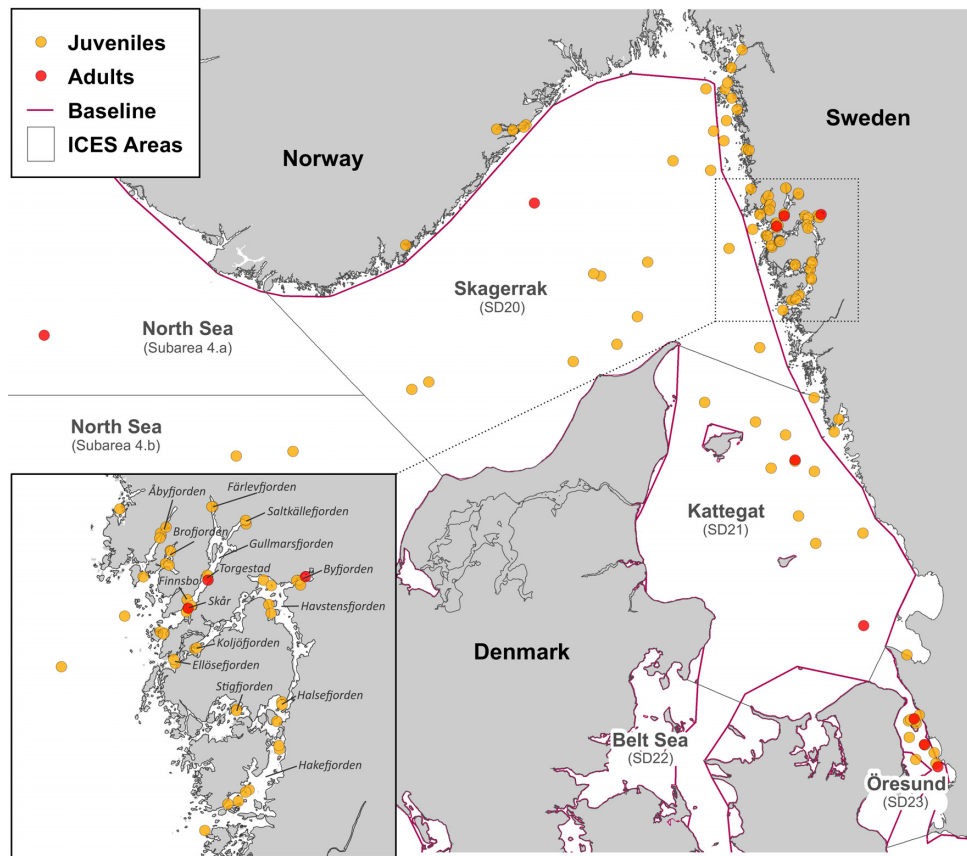 Juveniles
Adults
Baseline
ICES Areas
Norway
Sweden
Skagerrak
(SD20)
North Sea
(Subarea 4.a)
North Sea
(Subarea 4.b)
Kattegat
(SD21)
Denmark
Belt Sea
(SD22)
Öresund
(SD23)
Åbyfjorden
Färlevfjorden
Saltkällefjorden
Brofjorden
Gullmarsfjorden
Torgestad
Byfjorden
Finnsbo
Skår
Havstensfjorden
Koljöfjorden
Ellösefjorden
Stigfjorden
Halsefjorden
Hakefjorden